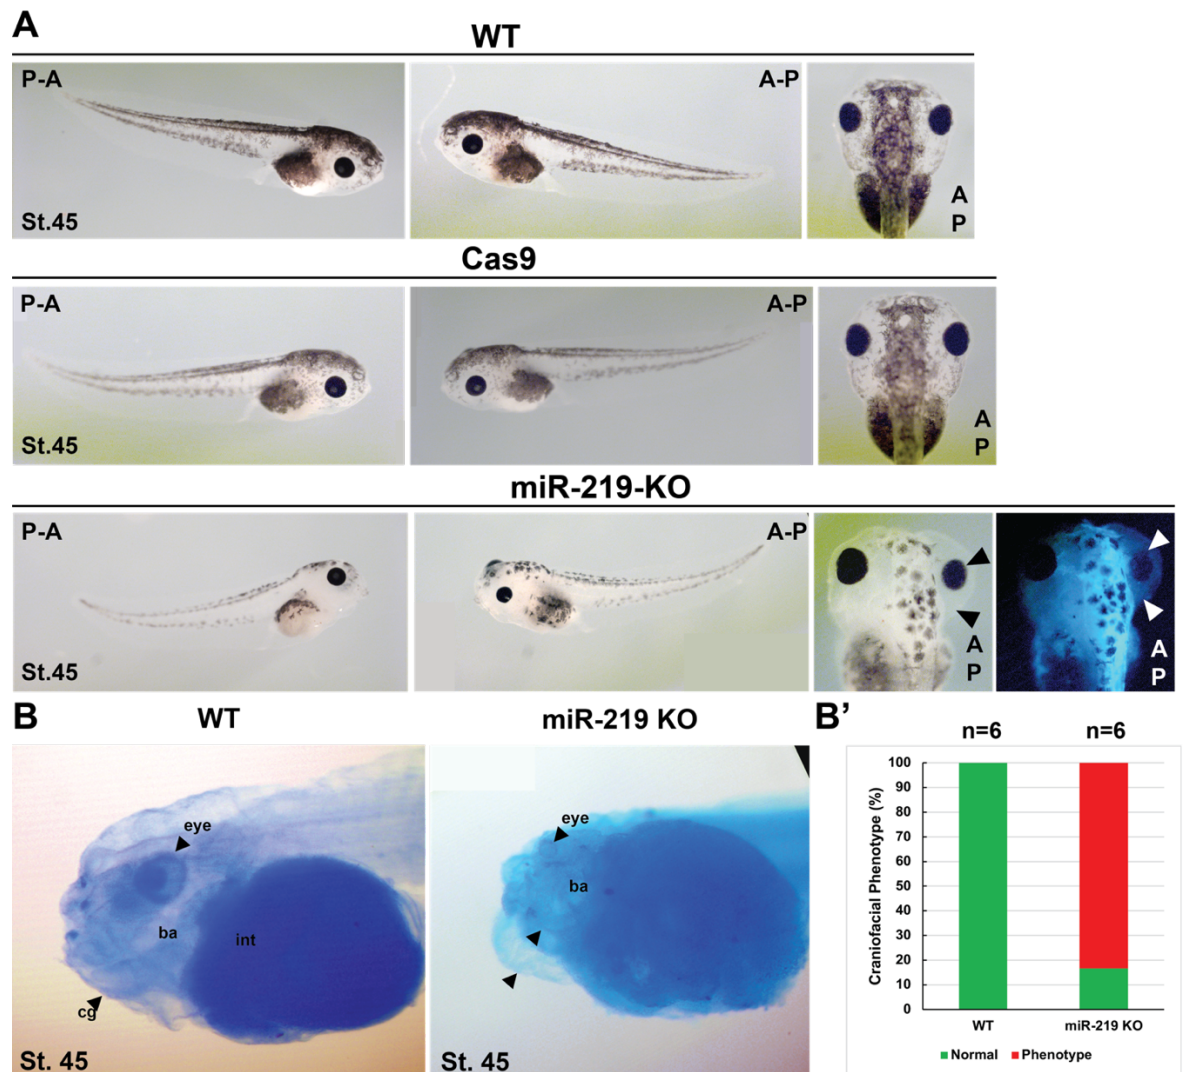 A
WT
P-A
A-P
A
P
St.45
Cas9
P-A
A-P
A
P
St.45
miR-219-KO
P-A
A-P
A
P
A
P
St.45
B
WT
miR-219 KO
eye
ba
int
cg
St. 45
eye
ba
St. 45
B’
n=6 n=6
Craniofacial Phenotype (%)
100
90
80
70
60
50
40
30
20
10
0
WT miR-219 KO
Normal Phenotype